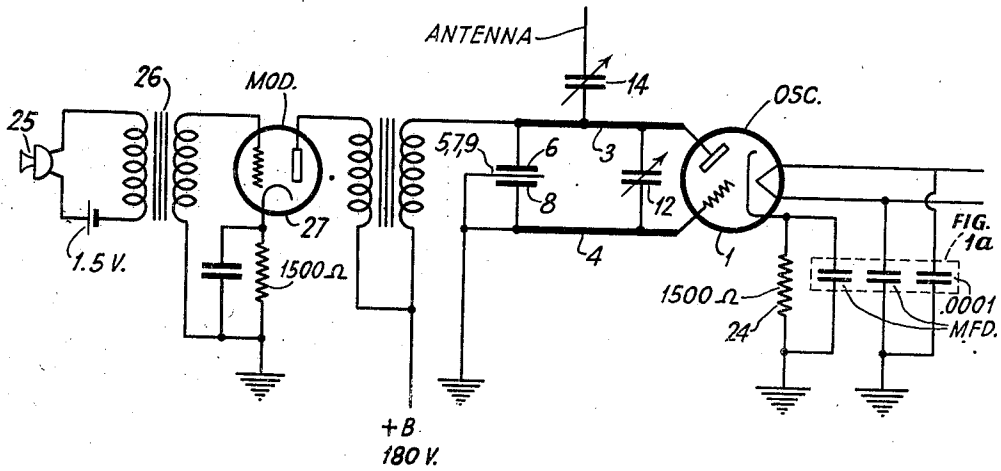 ANTENNA
26
MOD.
14
OSC.
25
5,7,9
6
3
8
12
27
4
1
FIG.
1a
1.5 V.
1500 Ω
1500 Ω
24
.0001
MFD.
+B
180 V.